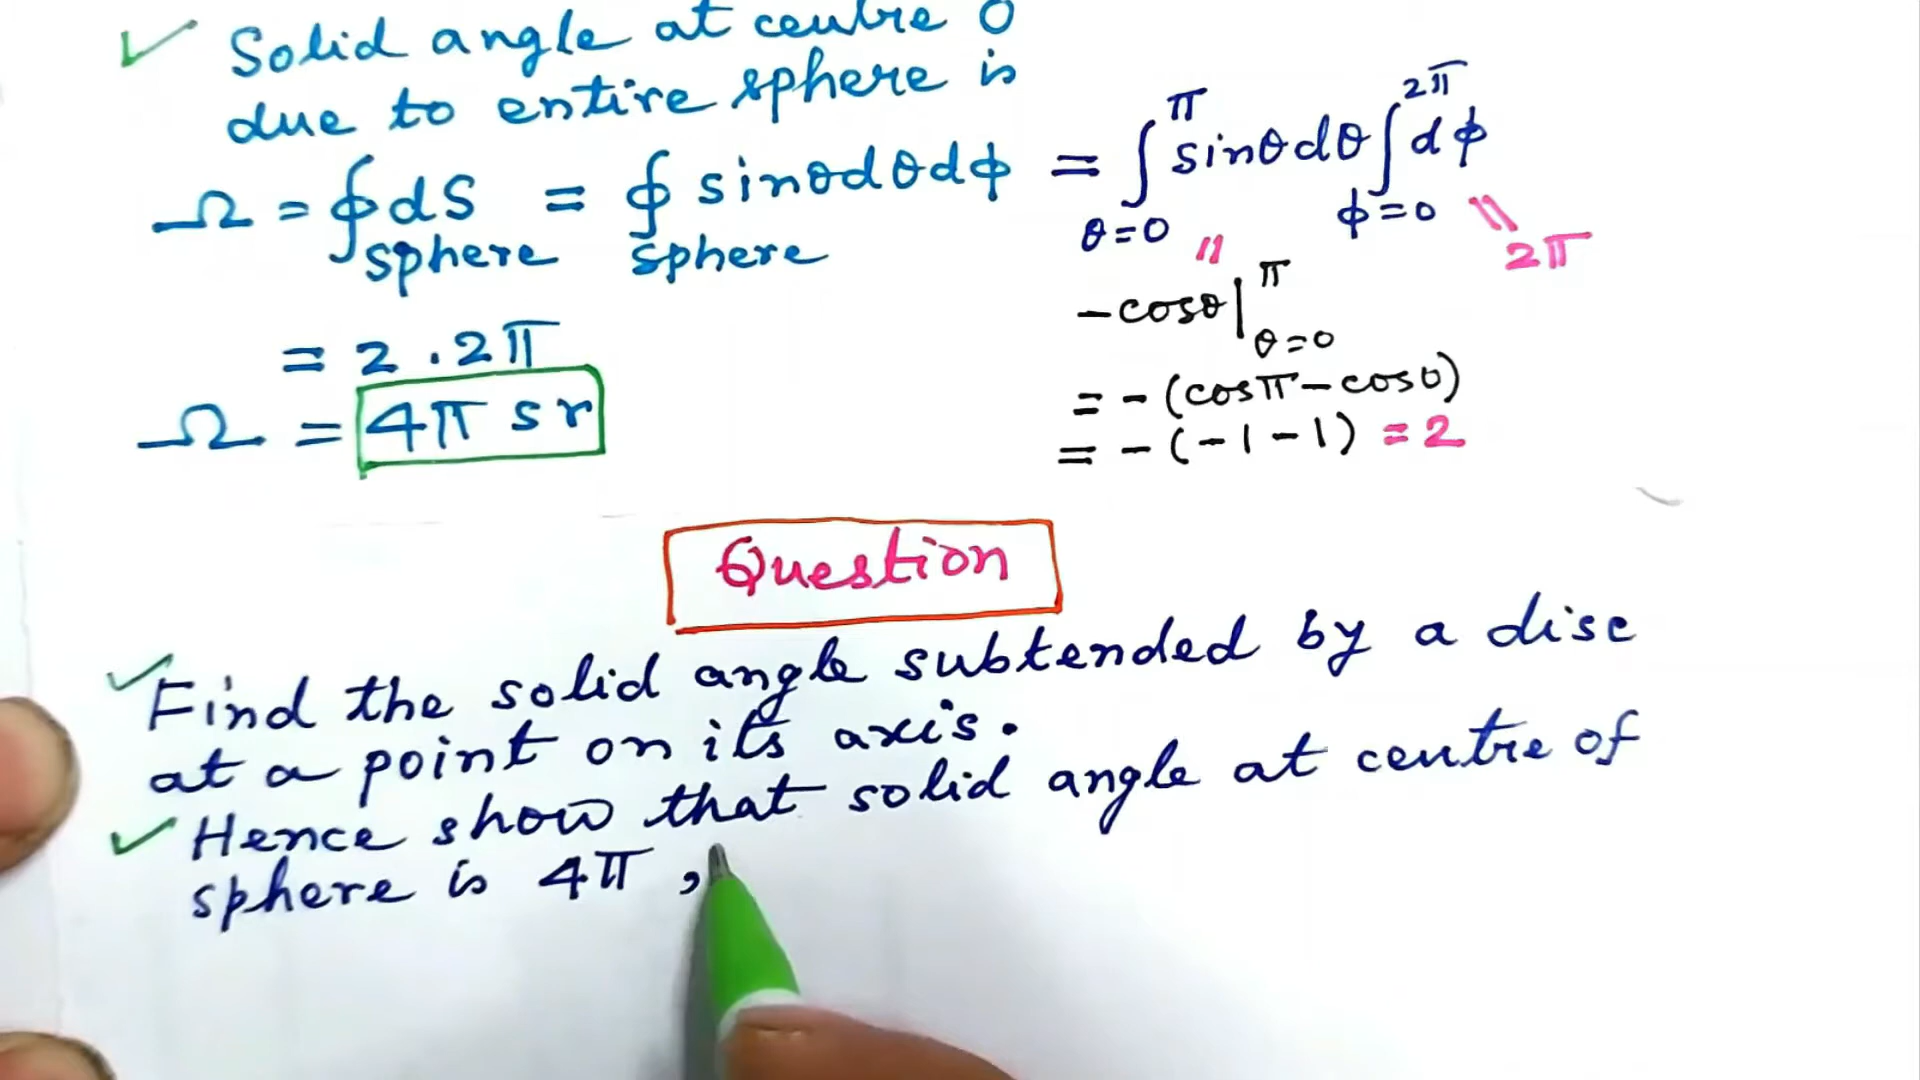 ✓ Solid angle at centre O
due to entire sphere is
Ω = ∮ dS = ∮ sinθdθdϕ = ∫ sinθdθ ∫ dϕ
sphere sphere θ=0 π ϕ=0 2π
= 2π
= 2 . 2π
Ω = 4π sr
= -cosθ|
θ=0 π
= -(cosπ - cos0)
= -(-1-1) = 2
Question
✓ Find the solid angle subtended by a disc
at a point on its axis.
✓ Hence show that solid angle at centre of
sphere is 4π ,